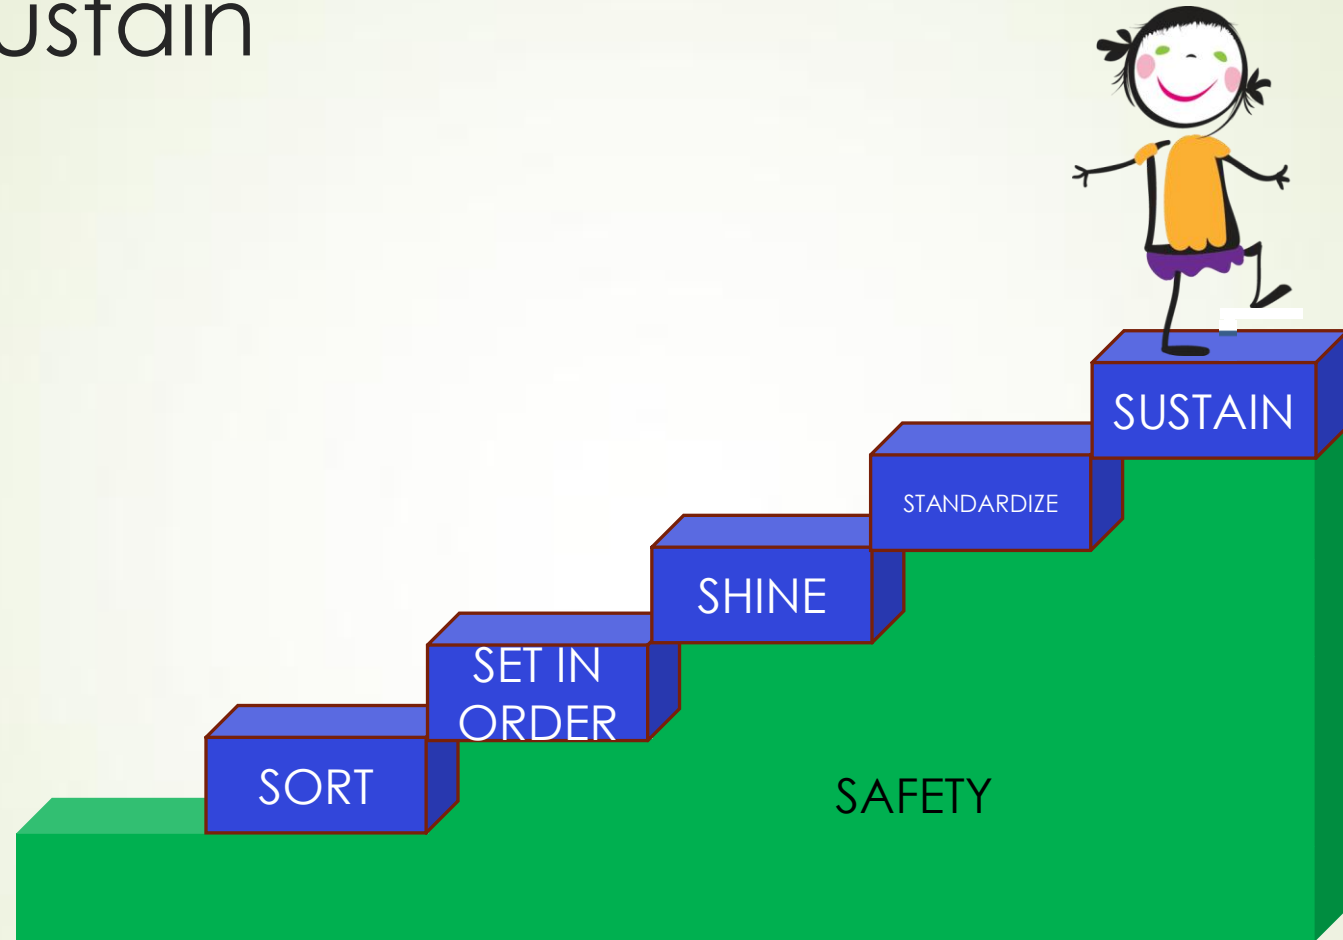 ustain
SUSTAIN
STANDARDIZE
SHINE
SET IN
ORDER
SORT
SAFETY